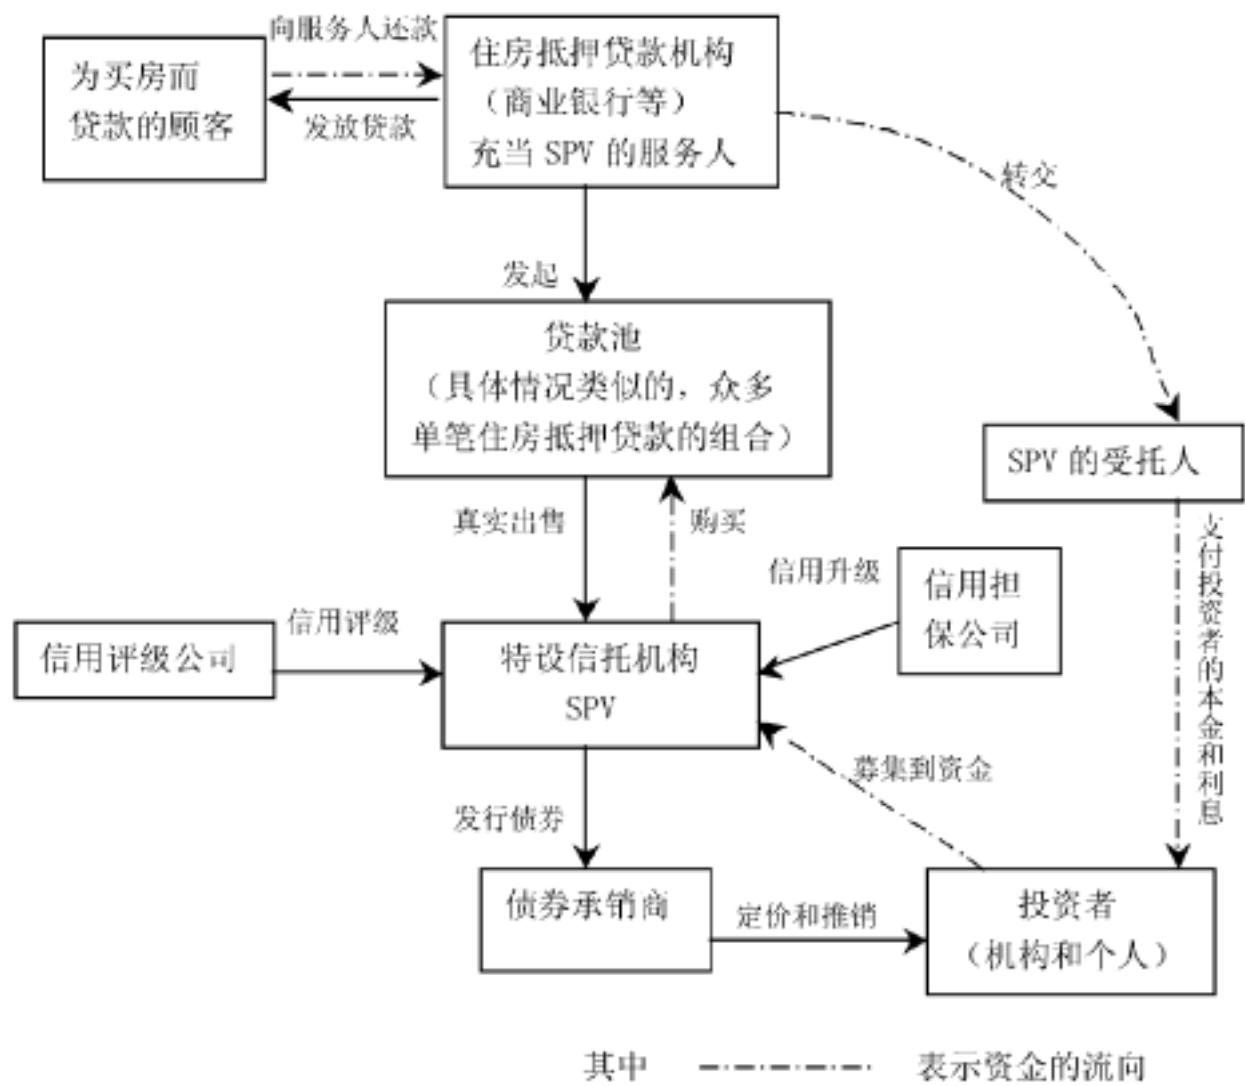 向服务人还款
为买房而
贷款的顾客
发放贷款
住房抵押贷款机构
（商业银行等）
充当 SPV 的服务人
转交
发起
贷款池
（具体情况类似的，众多
单笔住房抵押贷款的组合）
SPV 的受托人
真实出售
购买
信用升级
信用担
保公司
支付投资者的本金和利息
信用评级公司
信用评级
特设信托机构
SPV
募集到资金
发行债券
债券承销商
定价和推销
投资者
（机构和个人）
其中
表示资金的流向